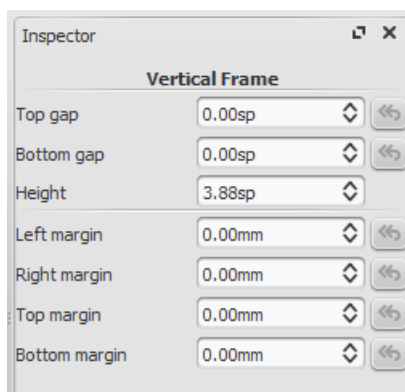 Inspector
Vertical Frame
Top gap 0.00sp
Bottom gap 0.00sp
Height 3.88sp
Left margin 0.00mm
Right margin 0.00mm
Top margin 0.00mm
Bottom margin 0.00mm